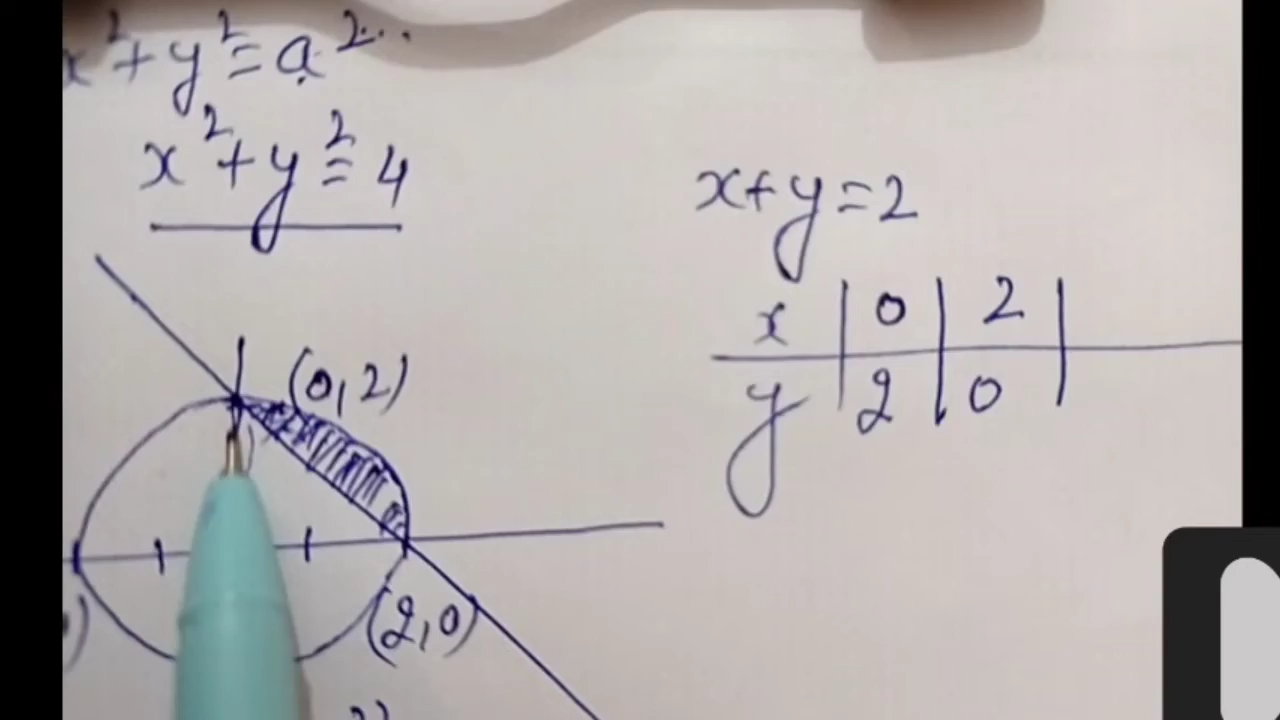 x²+y²=a²..
x²+y²=4
x+y=2
x | 0 | 2 |
y | 2 | 0
(0,2)
(2,0)